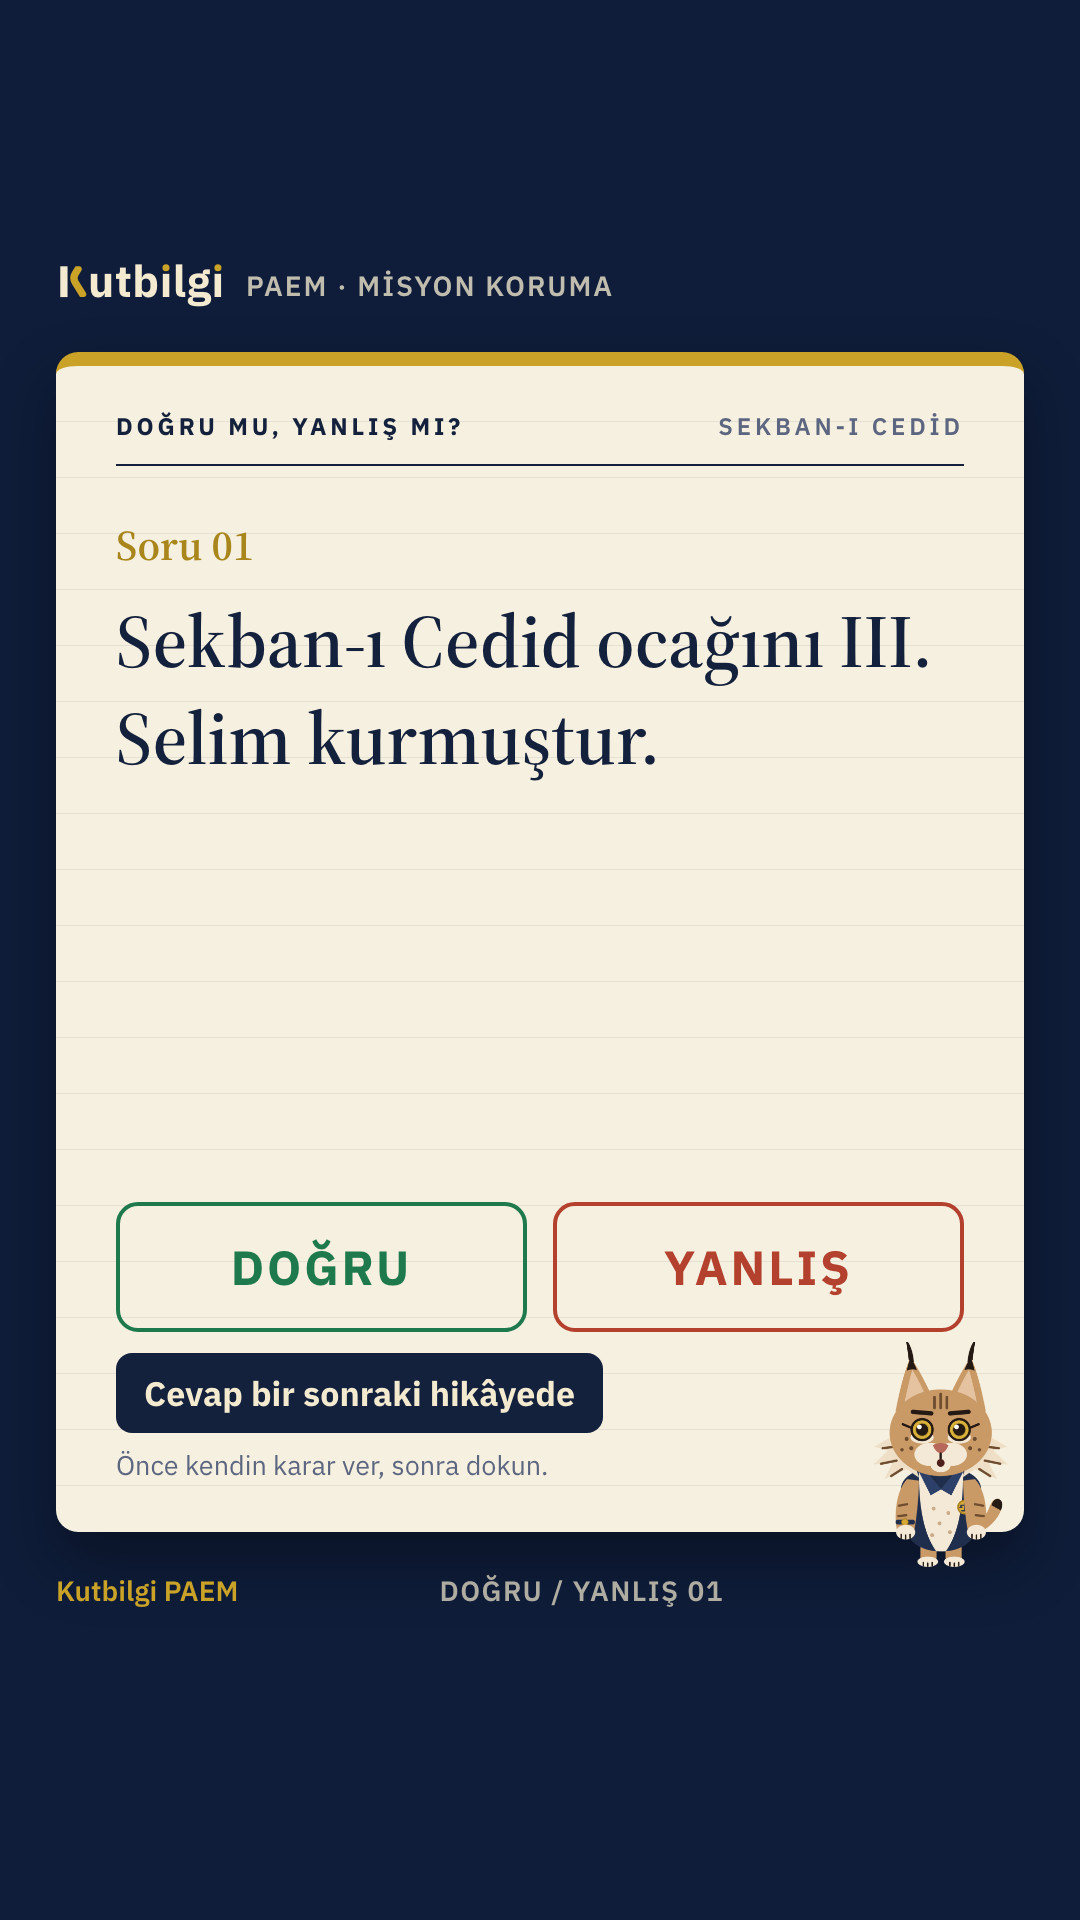 Kutbilgi PAEM · MİSYON KORUMA
DOĞRU MU, YANLIŞ MI? SEKBAN-I CEDİD
Soru 01
Sekban-ı Cedid ocağını III.
Selim kurmuştur.
DOĞRU YANLIŞ
Cevap bir sonraki hikâyede
Önce kendin karar ver, sonra dokun.
Kutbilgi PAEM DOĞRU / YANLIŞ 01